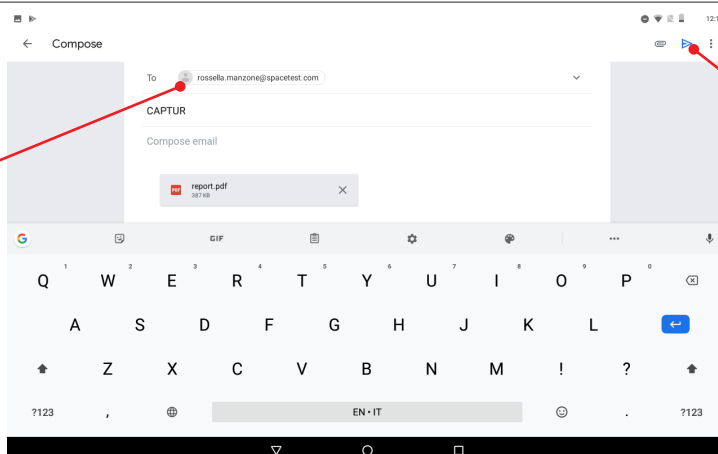 12:1
Compose
To rossella.manzone@spacetest.com
CAPTUR
Compose email
PDF report.pdf
387 KB
G GIF
Q 1 W 2 E 3 R 4 T 5 Y 6 U 7 I 8 O 9 P 0
A S D F G H J K L
Z X C V B N M ! ?
?123 , EN • IT . ?123